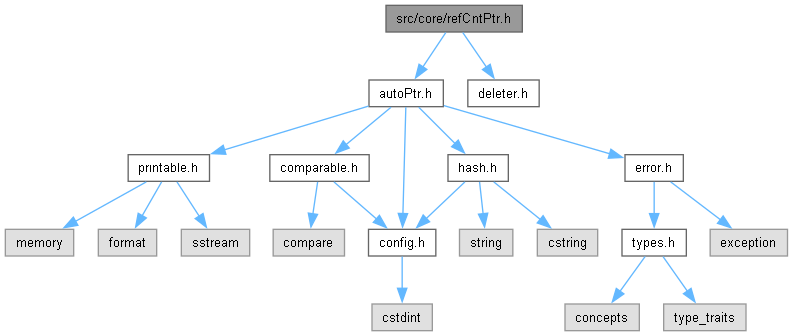 src/core/refCntPtr.h
autoPtr.h
deleter.h
printable.h
comparable.h
hash.h
error.h
memory
format
sstream
compare
config.h
string
cstring
types.h
exception
cstdint
concepts
type_traits